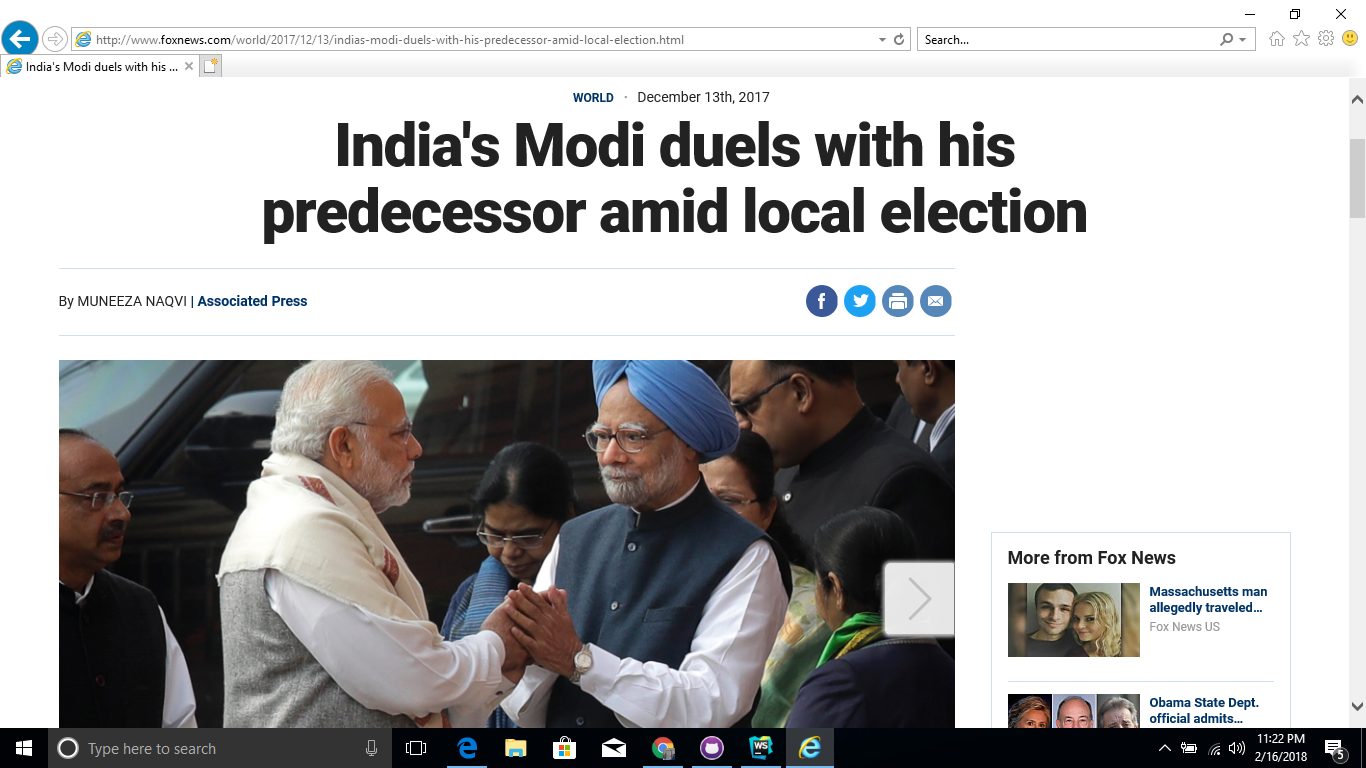 http://www.foxnews.com/world/2017/12/13/indias-modi-duels-with-his-predecessor-amid-local-election.html
Search...
India's Modi duels with his ...
WORLD · December 13th, 2017
India's Modi duels with his
predecessor amid local election
By MUNEEZA NAQVI | Associated Press
f
More from Fox News
Massachusetts man
allegedly traveled...
Fox News US
Obama State Dept.
official admits...
Type here to search
WS
11:22 PM
2/16/2018
5